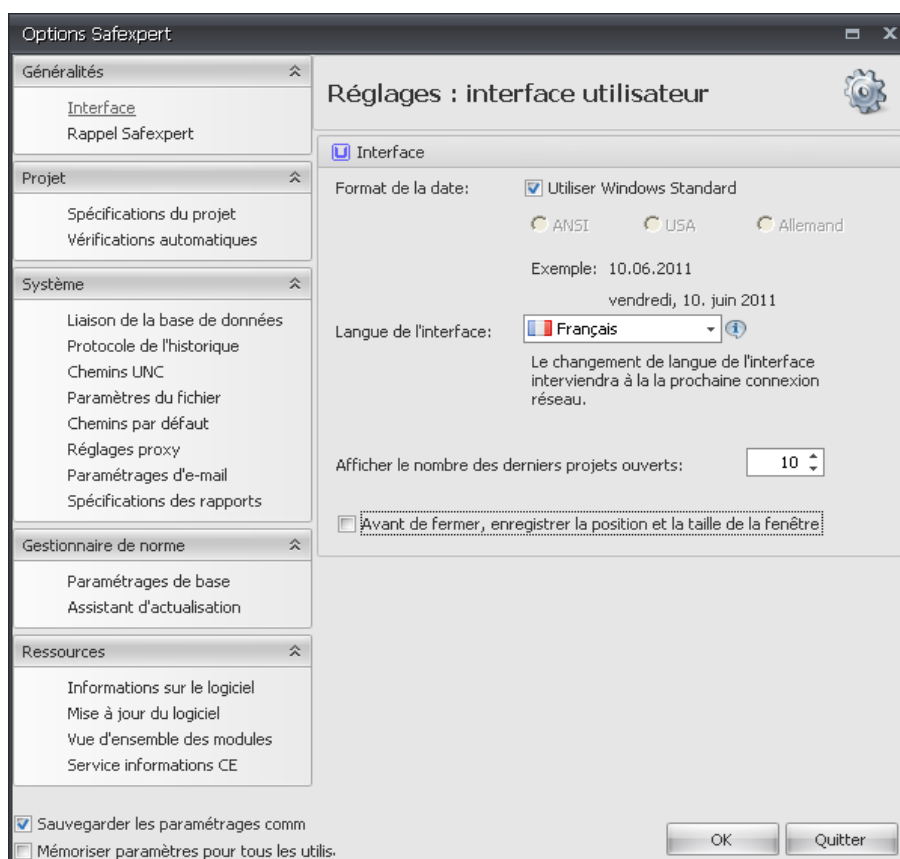 Options Safexpert
Généralités
Interface
Rappel Safexpert
Projet
Spécifications du projet
Vérifications automatiques
Système
Liaison de la base de données
Protocole de l'historique
Chemins UNC
Paramètres du fichier
Chemins par défaut
Réglages proxy
Paramétrages d'e-mail
Spécifications des rapports
Gestionnaire de norme
Paramétrages de base
Assistant d'actualisation
Ressources
Informations sur le logiciel
Mise à jour du logiciel
Vue d'ensemble des modules
Service informations CE
Sauvegarder les paramétrages comm
Mémoriser paramètres pour tous les utilis.
Réglages : interface utilisateur
Interface
Format de la date: Utiliser Windows Standard
ANSI USA Allemand
Exemple: 10.06.2011
vendredi, 10. juin 2011
Langue de l'interface: Français
Le changement de langue de l'interface
interviendra à la la prochaine connexion
réseau.
Afficher le nombre des derniers projets ouverts: 10
Avant de fermer, enregistrer la position et la taille de la fenêtre
OK Quitter